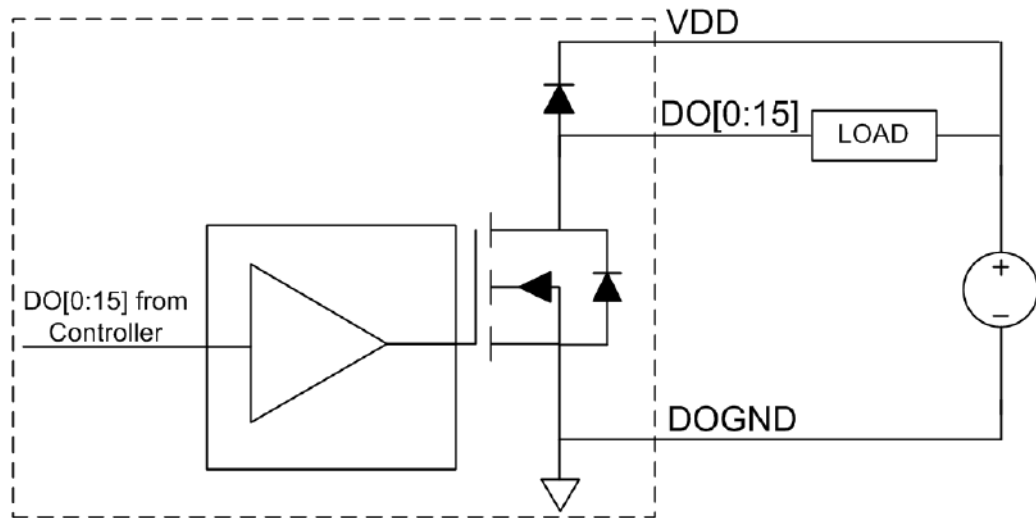 VDD
DO[0:15]
LOAD
DO[0:15] from
Controller
+
−
DOGND